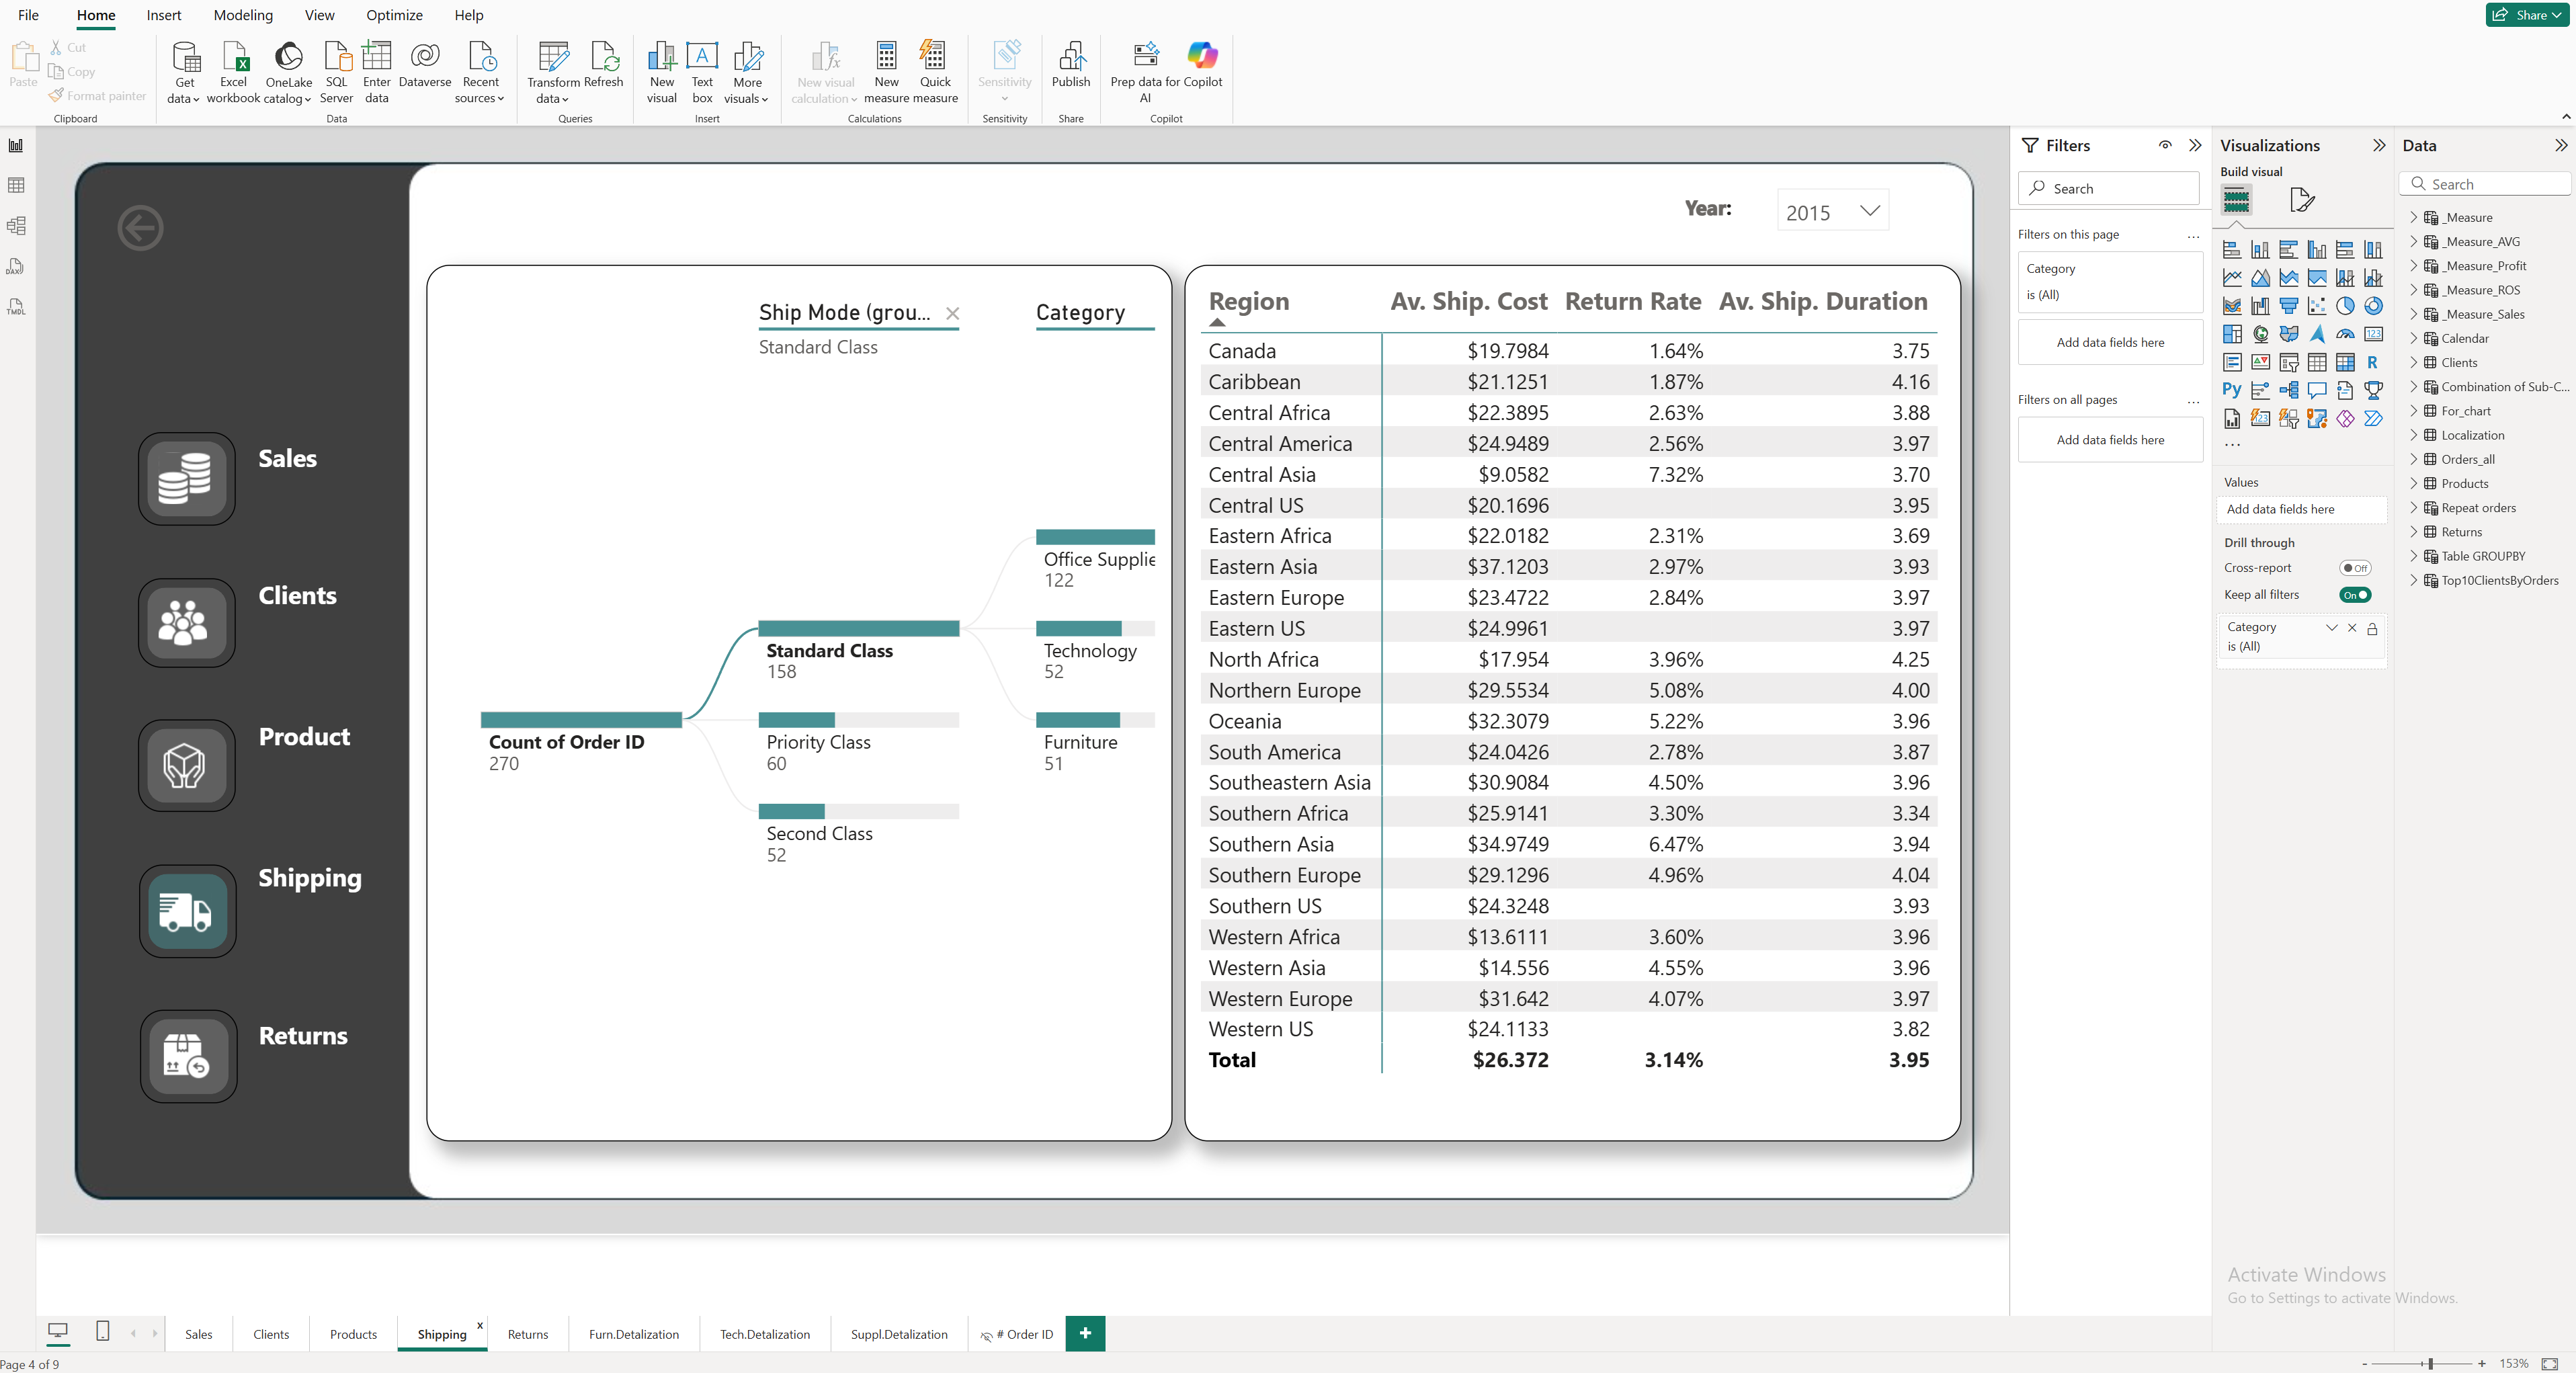 File Home Insert Modeling View Optimize Help Share
Paste Cut Copy Format painter
Get data Excel workbook OneLake catalog SQL Server Enter data Dataverse Recent sources
Transform data Refresh
New visual Text box More visuals
New visual calculation New measure Quick measure
Sensitivity
Publish
Prep data for AI Copilot
Clipboard Data Queries Insert Calculations Sensitivity Share Copilot
DAX
TMDL
Sales
Clients
Product
Shipping
Returns
Year: 2015
Ship Mode (grou... Category
Standard Class
Office Supplie
122
Standard Class
158
Technology
52
Count of Order ID
270
Priority Class
60
Furniture
51
Second Class
52
Region Av. Ship. Cost Return Rate Av. Ship. Duration
Canada $19.7984 1.64% 3.75
Caribbean $21.1251 1.87% 4.16
Central Africa $22.3895 2.63% 3.88
Central America $24.9489 2.56% 3.97
Central Asia $9.0582 7.32% 3.70
Central US $20.1696 3.95
Eastern Africa $22.0182 2.31% 3.69
Eastern Asia $37.1203 2.97% 3.93
Eastern Europe $23.4722 2.84% 3.97
Eastern US $24.9961 3.97
North Africa $17.954 3.96% 4.25
Northern Europe $29.5534 5.08% 4.00
Oceania $32.3079 5.22% 3.96
South America $24.0426 2.78% 3.87
Southeastern Asia $30.9084 4.50% 3.96
Southern Africa $25.9141 3.30% 3.34
Southern Asia $34.9749 6.47% 3.94
Southern Europe $29.1296 4.96% 4.04
Southern US $24.3248 3.93
Western Africa $13.6111 3.60% 3.96
Western Asia $14.556 4.55% 3.96
Western Europe $31.642 4.07% 3.97
Western US $24.1133 3.82
Total $26.372 3.14% 3.95
Filters
Search
Filters on this page ...
Category
is (All)
Add data fields here
Filters on all pages ...
Add data fields here
Visualizations
Build visual
123
R
Py
123
...
Values
Add data fields here
Drill through
Cross-report Off
Keep all filters On
Category
is (All)
Data
Search
_Measure
_Measure_AVG
_Measure_Profit
_Measure_ROS
_Measure_Sales
Calendar
Clients
Combination of Sub-C...
For_chart
Localization
Orders_all
Products
Repeat orders
Returns
Table GROUPBY
Top10ClientsByOrders
Activate Windows
Go to Settings to activate Windows.
Sales Clients Products Shipping x Returns Furn.Detalization Tech.Detalization Suppl.Detalization # Order ID +
Page 4 of 9 - + 153%